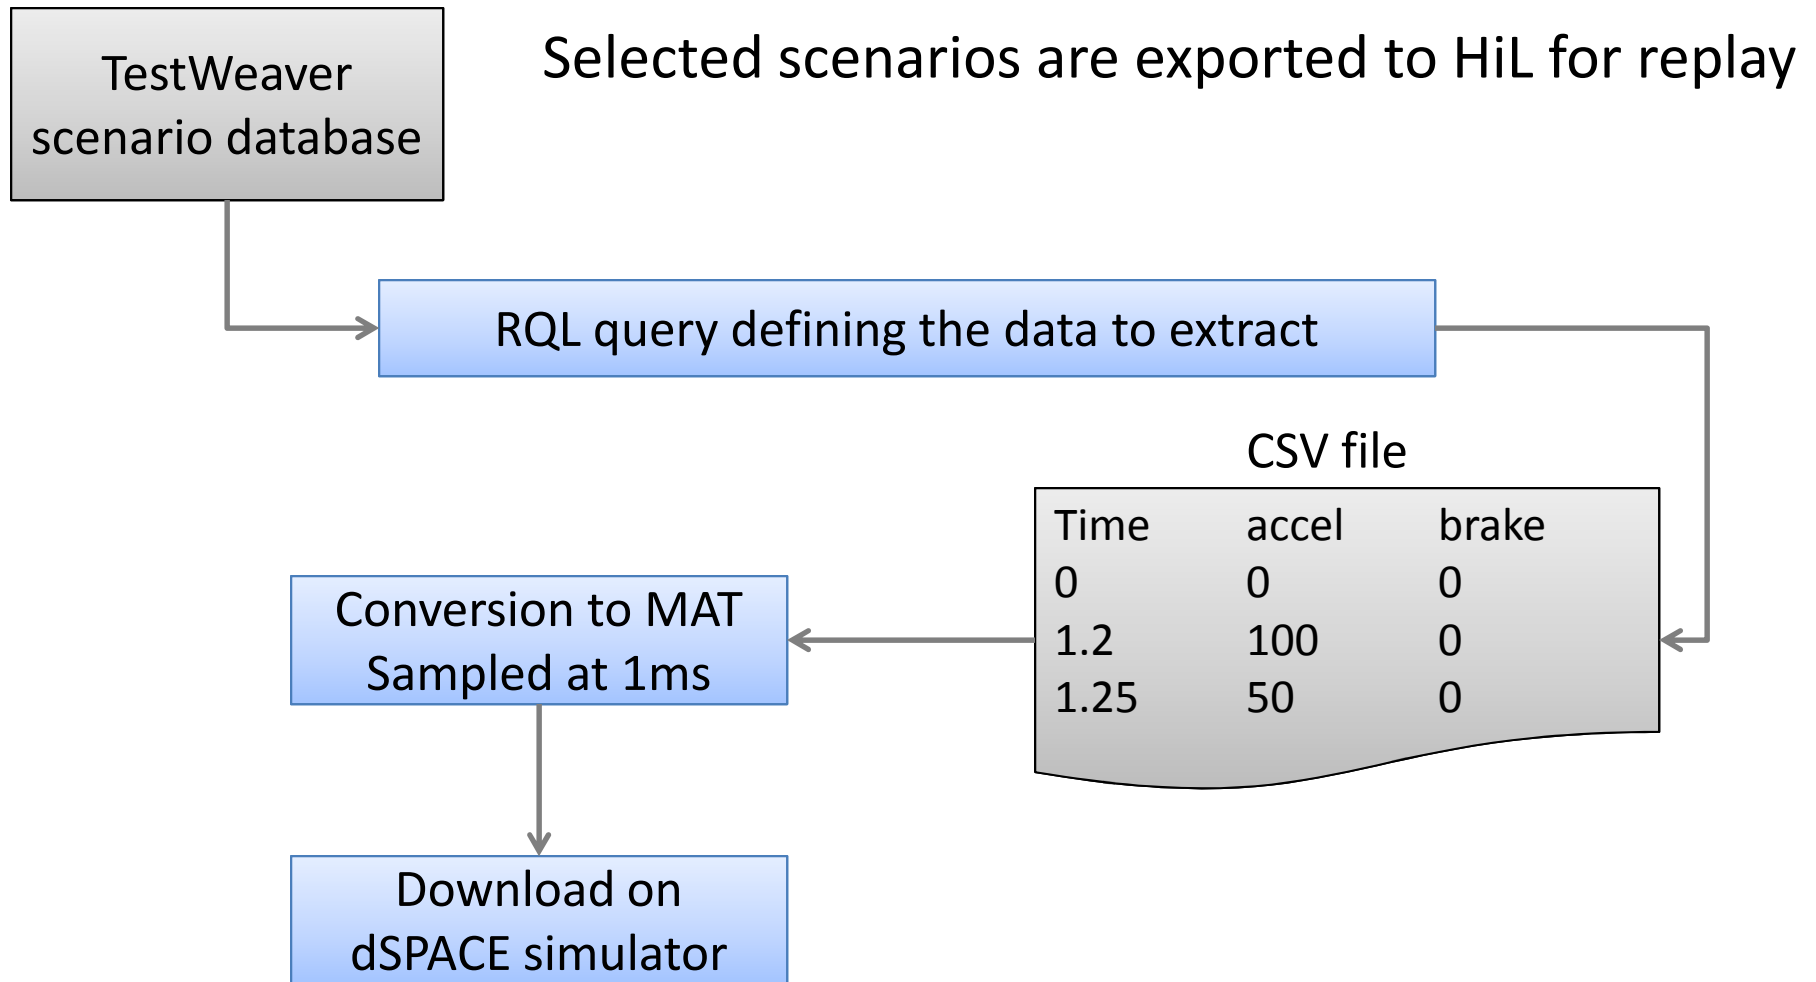 TestWeaver
scenario database
Selected scenarios are exported to HiL for replay
RQL query defining the data to extract
CSV file
Time accel brake
0 0 0
1.2 100 0
1.25 50 0
Conversion to MAT
Sampled at 1ms
Download on
dSPACE simulator